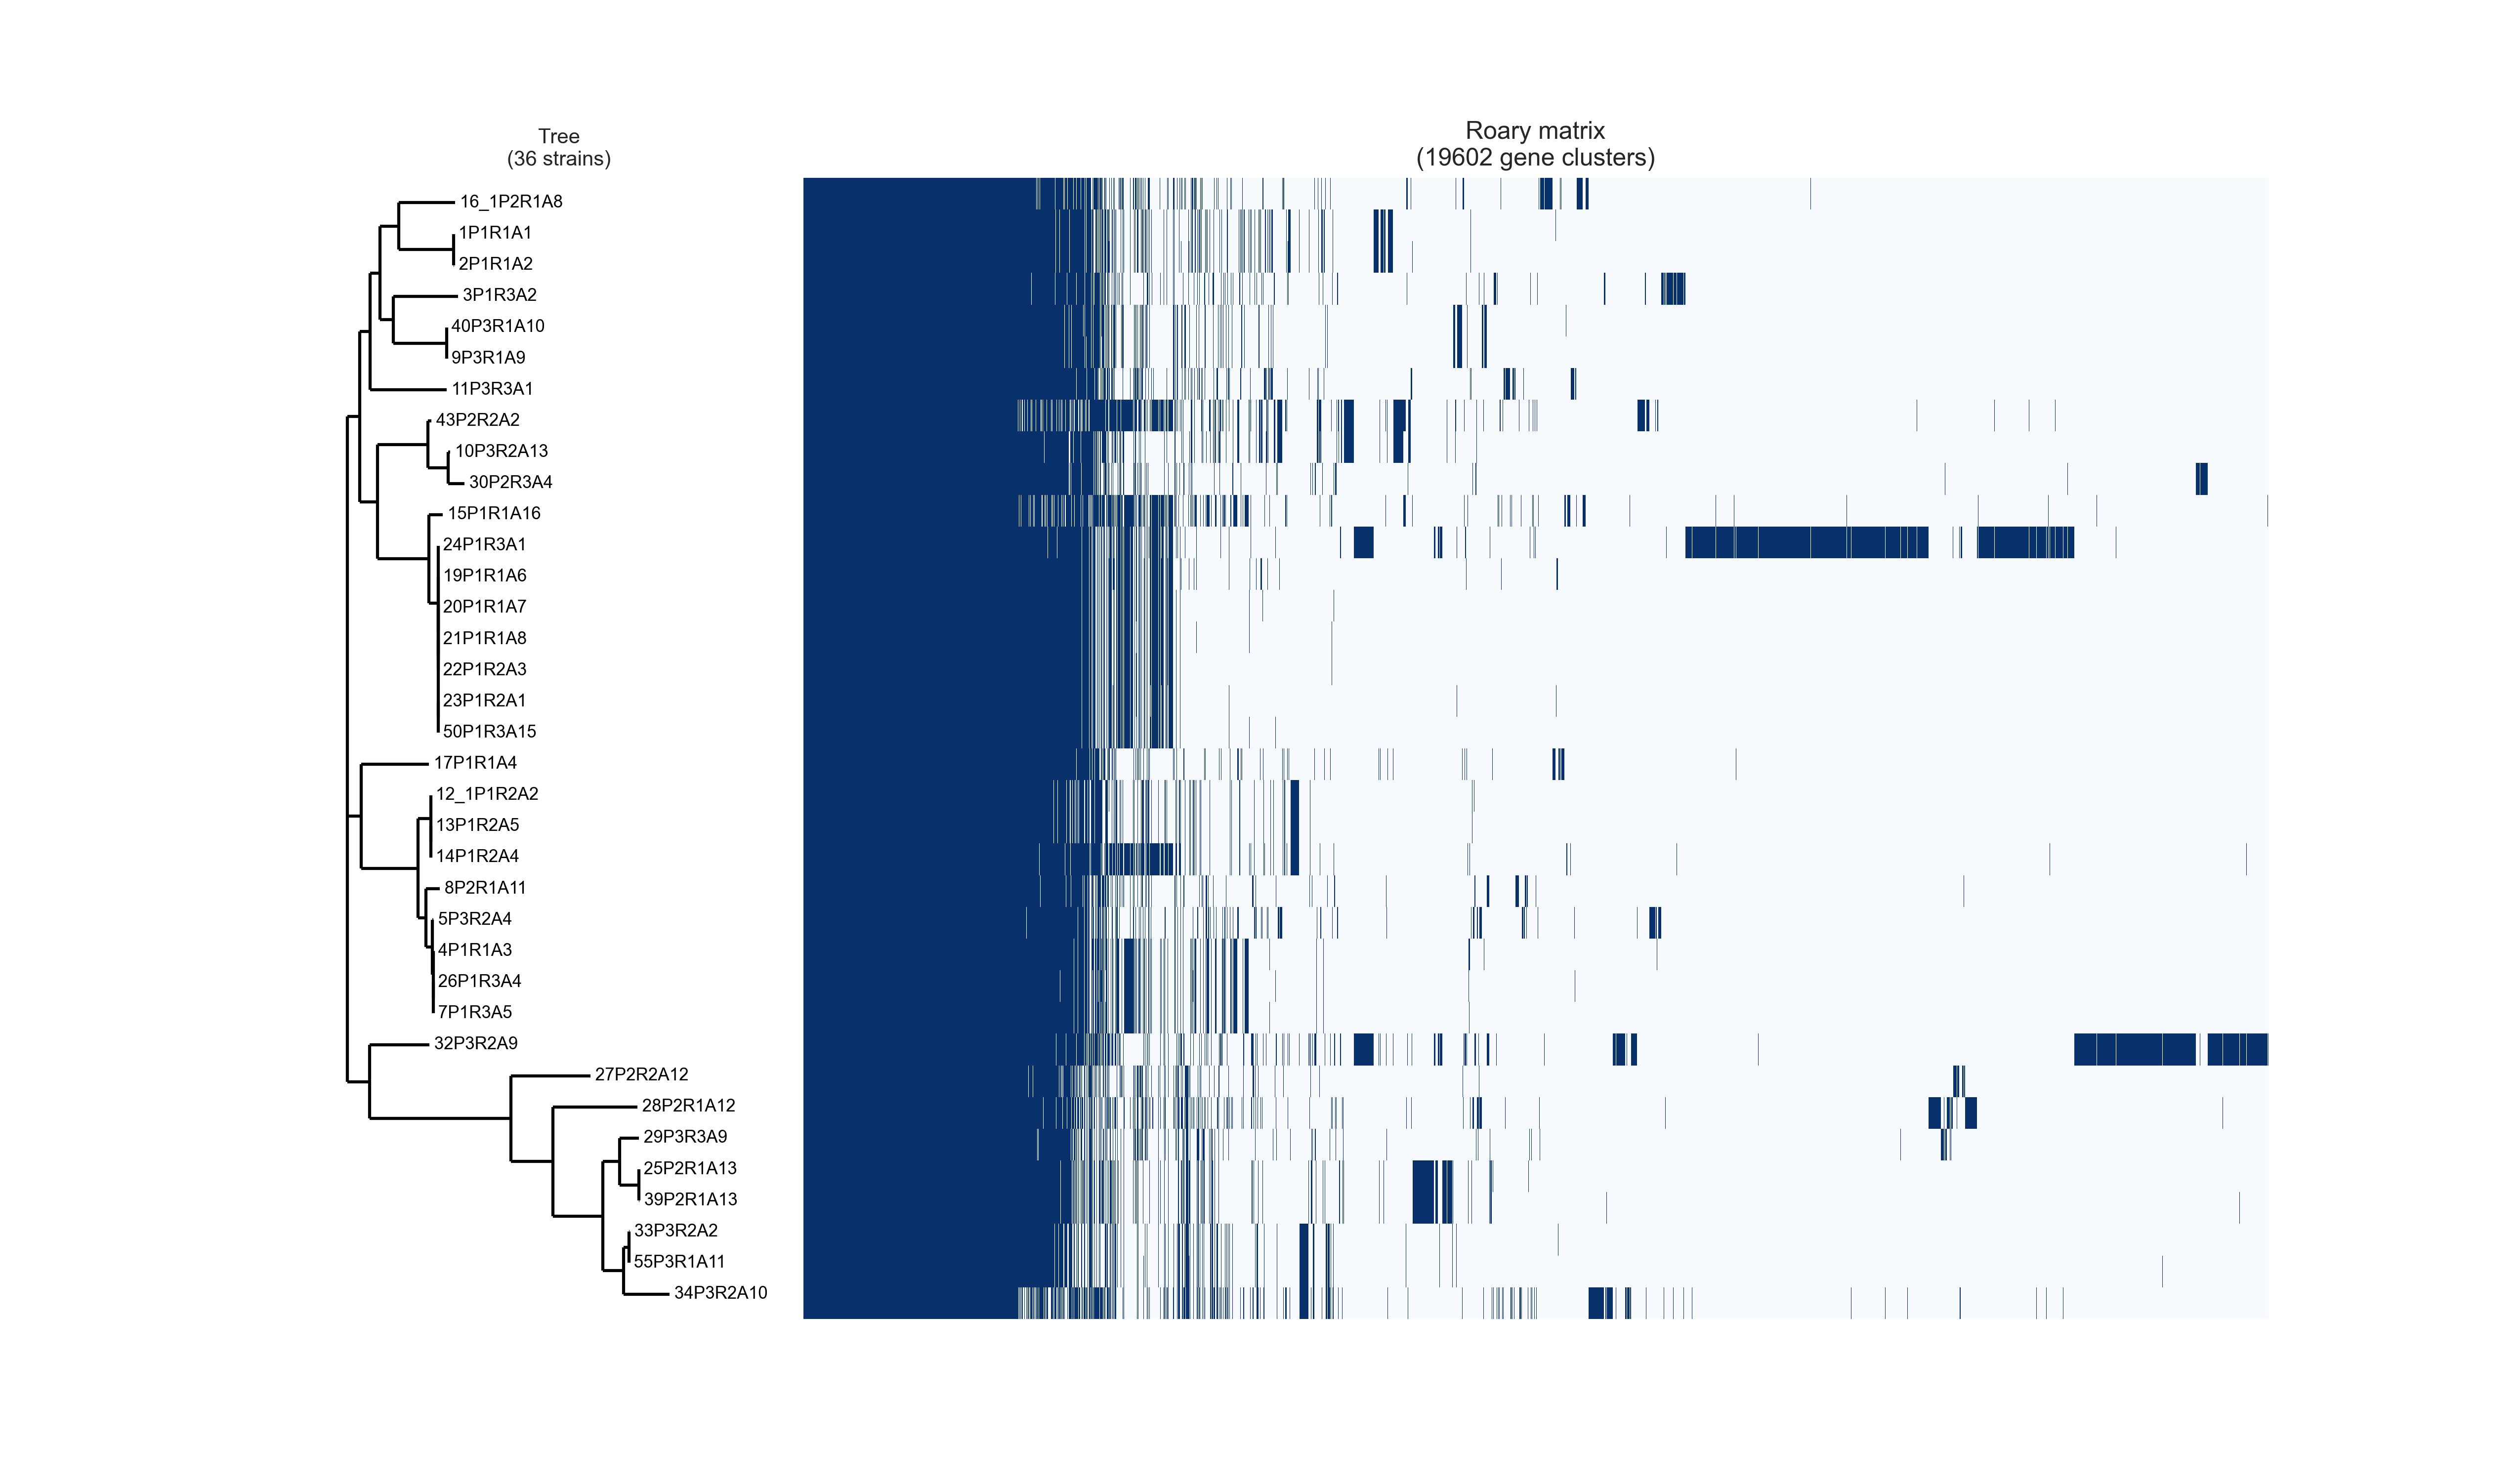 Tree
(36 strains)
Roary matrix
(19602 gene clusters)
16_1P2R1A8
1P1R1A1
2P1R1A2
3P1R3A2
40P3R1A10
9P3R1A9
11P3R3A1
43P2R2A2
10P3R2A13
30P2R3A4
15P1R1A16
24P1R3A1
19P1R1A6
20P1R1A7
21P1R1A8
22P1R2A3
23P1R2A1
50P1R3A15
17P1R1A4
12_1P1R2A2
13P1R2A5
14P1R2A4
8P2R1A11
5P3R2A4
4P1R1A3
26P1R3A4
7P1R3A5
32P3R2A9
27P2R2A12
28P2R1A12
29P3R3A9
25P2R1A13
39P2R1A13
33P3R2A2
55P3R1A11
34P3R2A10